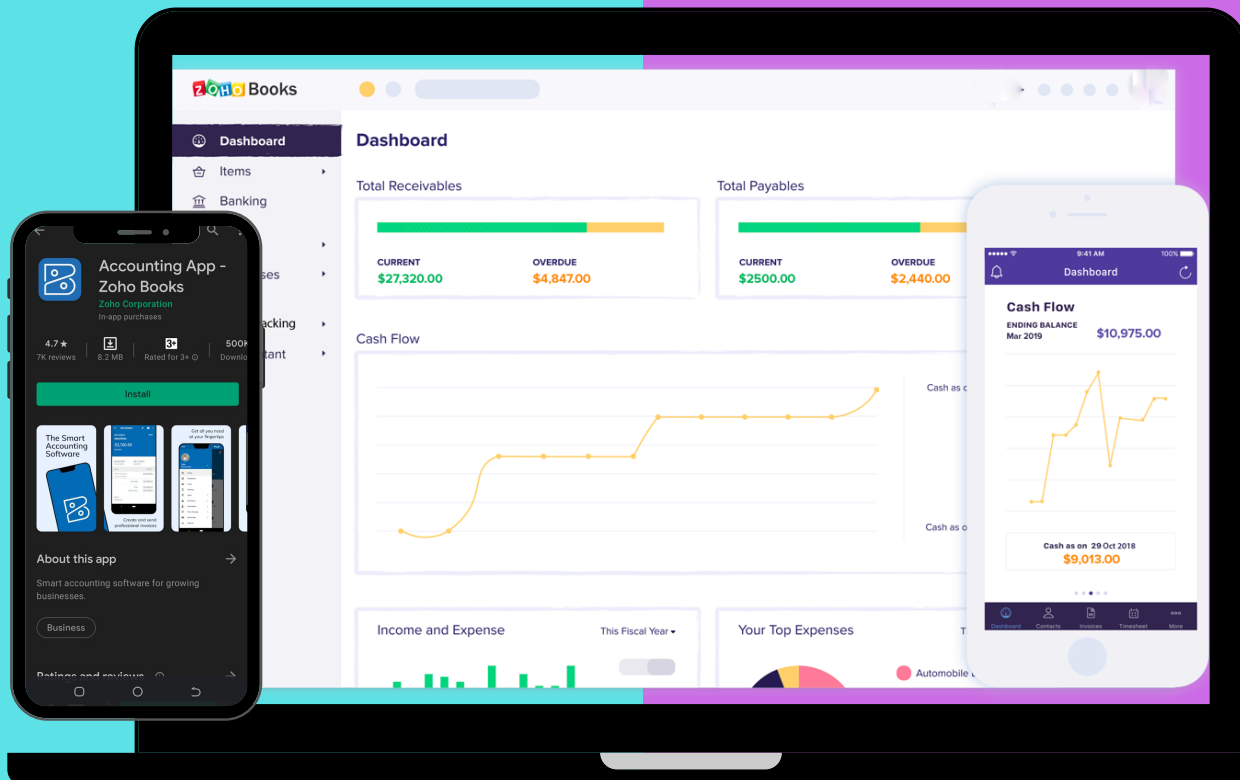 ZOHO Books
Dashboard
Items
Banking
ses
acking
tant
Dashboard
Total Receivables
CURRENT
$27,320.00
OVERDUE
$4,847.00
Total Payables
CURRENT
$2500.00
OVERDUE
$2,440.00
Cash Flow
Cash as o
Cash as o
Income and Expense
This Fiscal Year
Your Top Expenses
T
Automobile
Accounting App -
Zoho Books
Zoho Corporation
In-app purchases
4.7★
7K reviews
8.2 MB
3+
Rated for 3+
500K
Downlo
Install
The Smart
Accounting
Software
Create and send
professional invoices
Get all you need
at your fingertips
About this app
Smart accounting software for growing
businesses.
Business
Ratings and reviews
9:41 AM
100%
Dashboard
Cash Flow
ENDING BALANCE
Mar 2019
$10,975.00
Cash as on 29 Oct 2018
$9,013.00
Dashboard
Contacts
Invoices
Timesheet
More